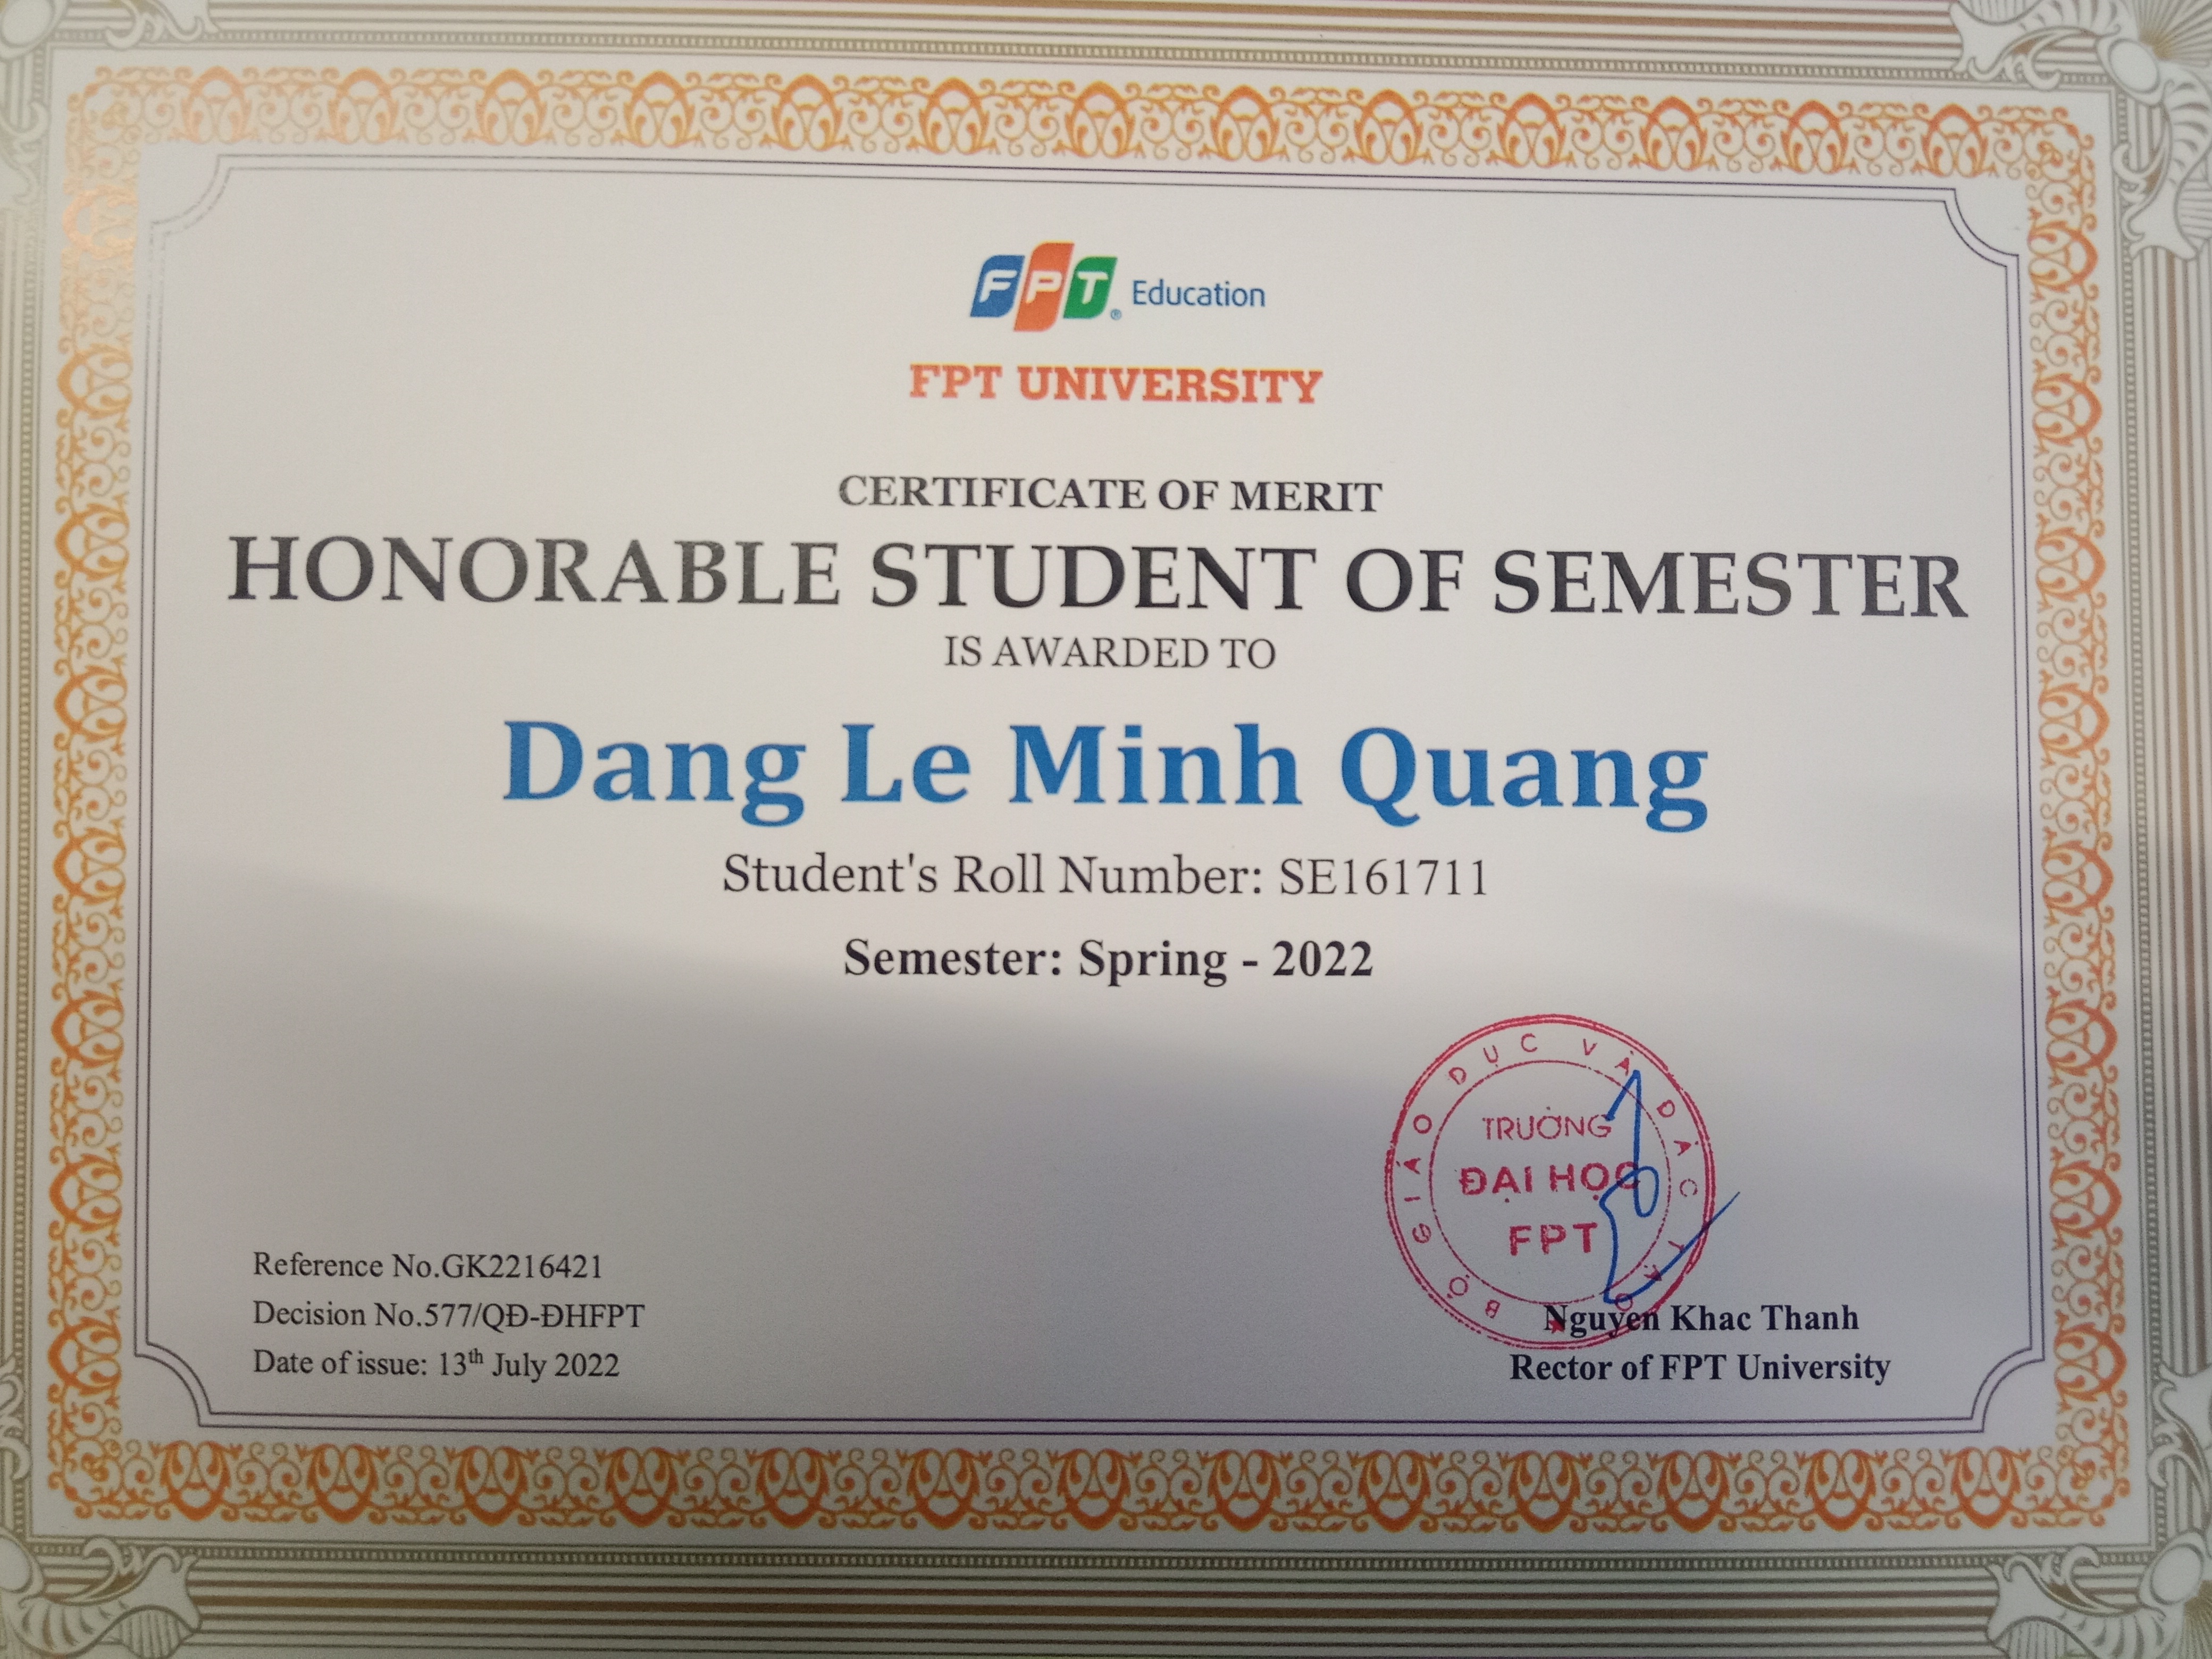 FPT® Education
FPT UNIVERSITY
CERTIFICATE OF MERIT
HONORABLE STUDENT OF SEMESTER
IS AWARDED TO
Dang Le Minh Quang
Student's Roll Number: SE161711
Semester: Spring - 2022
BỘ GIÁO DỤC VÀ ĐÀO TẠO
TRƯỜNG
ĐẠI HỌC
FPT
Reference No.GK2216421
Decision No.577/QĐ-ĐHFPT
Date of issue: 13th July 2022
Nguyen Khac Thanh
Rector of FPT University